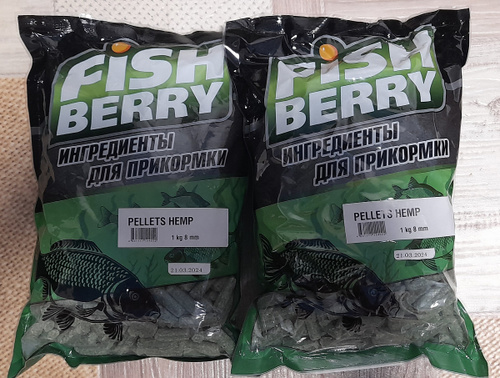 FISH
BERRY
ИНГРЕДИЕНТЫ
ДЛЯ ПРИКОРМКИ
PELLETS HEMP
1 kg 8 mm
21.03.2024
FISH
BERRY
ИНГРЕДИЕНТЫ
ДЛЯ ПРИКОРМКИ
PELLETS HEMP
1 kg 8 mm
21.03.2024